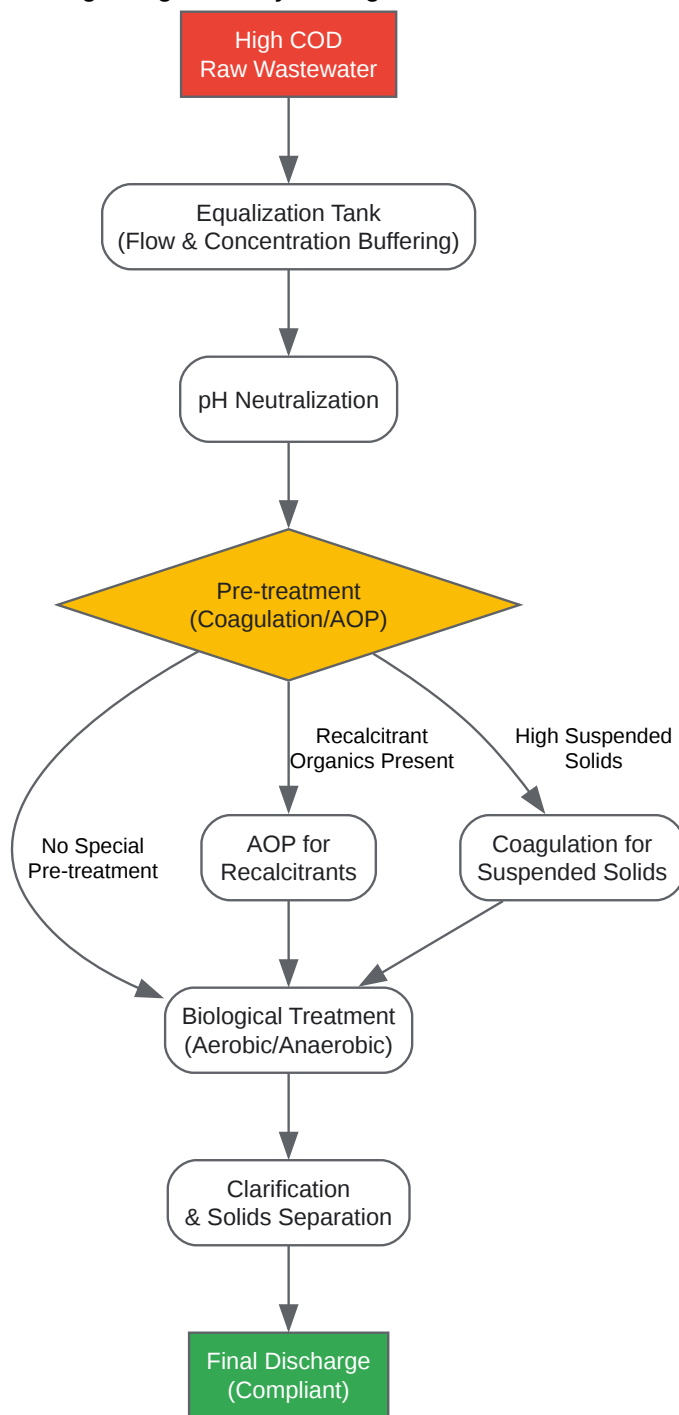 High COD
Raw Wastewater
Equalization Tank
(Flow & Concentration Buffering)
pH Neutralization
Pre-treatment
(Coagulation/AOP)
Recalcitrant
Organics Present
High Suspended
Solids
No Special
Pre-treatment
AOP for
Recalcitrants
Coagulation for
Suspended Solids
Biological Treatment
(Aerobic/Anaerobic)
Clarification
& Solids Separation
Final Discharge
(Compliant)